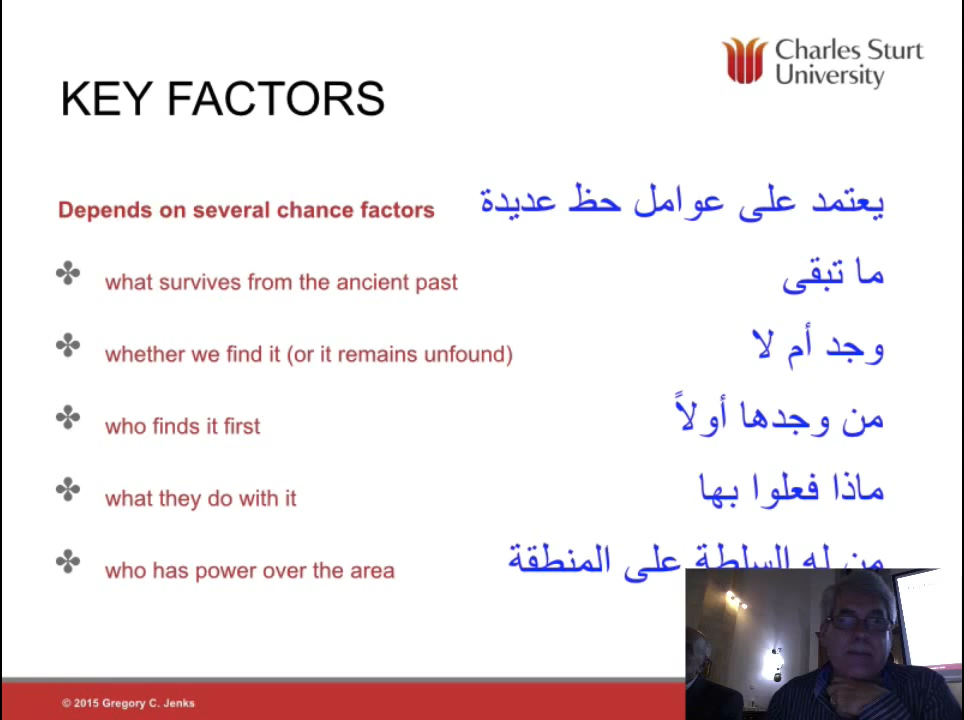 Charles Sturt
University
KEY FACTORS
Depends on several chance factors
يعتمد على عوامل حظ عديدة
what survives from the ancient past
ما تبقى
whether we find it (or it remains unfound)
وجد أم لا
who finds it first
من وجدها أولاً
what they do with it
ماذا فعلوا بها
who has power over the area
من له السلطة على المنطقة
© 2015 Gregory C. Jenks